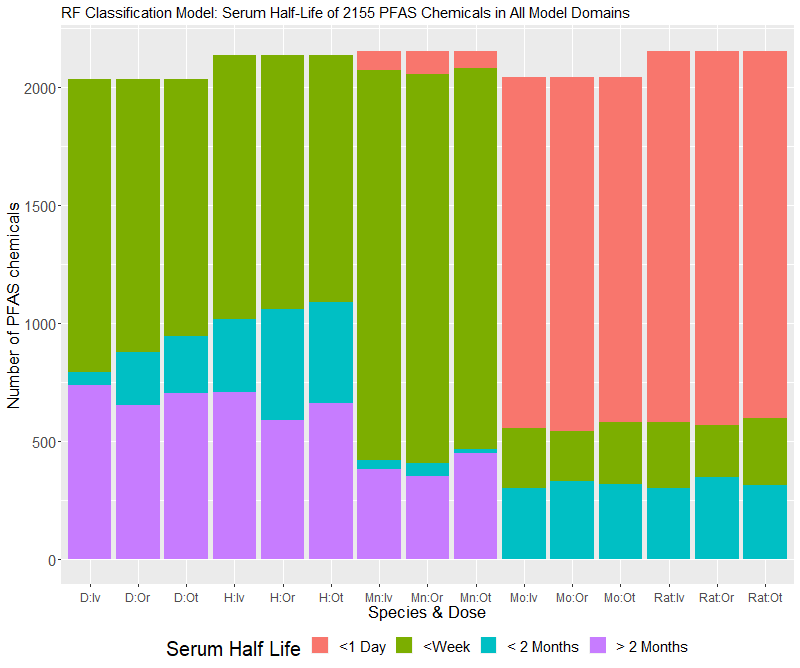 RF Classification Model: Serum Half-Life of 2155 PFAS Chemicals in All Model Domains
Number of PFAS chemicals
2000
1500
1000
500
0
D:Iv D:Or D:Ot H:Iv H:Or H:Ot Mn:Iv Mn:Or Mn:Ot Mo:Iv Mo:Or Mo:Ot Rat:Iv Rat:Or Rat:Ot
Species & Dose
Serum Half Life <1 Day <Week < 2 Months > 2 Months